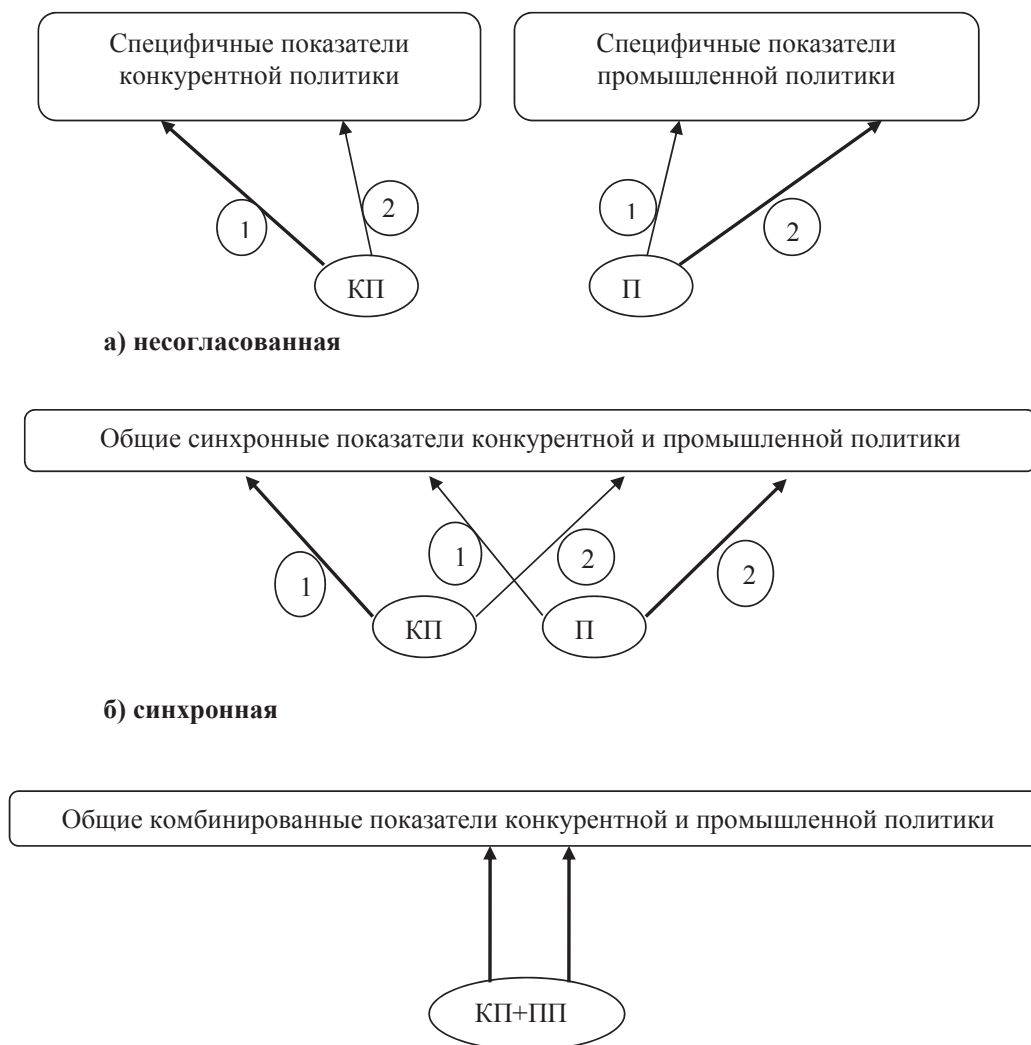 Специфичные показатели
конкурентной политики
Специфичные показатели
промышленной политики
1
2
1
2
КП
П
а) несогласованная
Общие синхронные показатели конкурентной и промышленной политики
1
1
2
2
КП
П
б) синхронная
Общие комбинированные показатели конкурентной и промышленной политики
КП+ПП